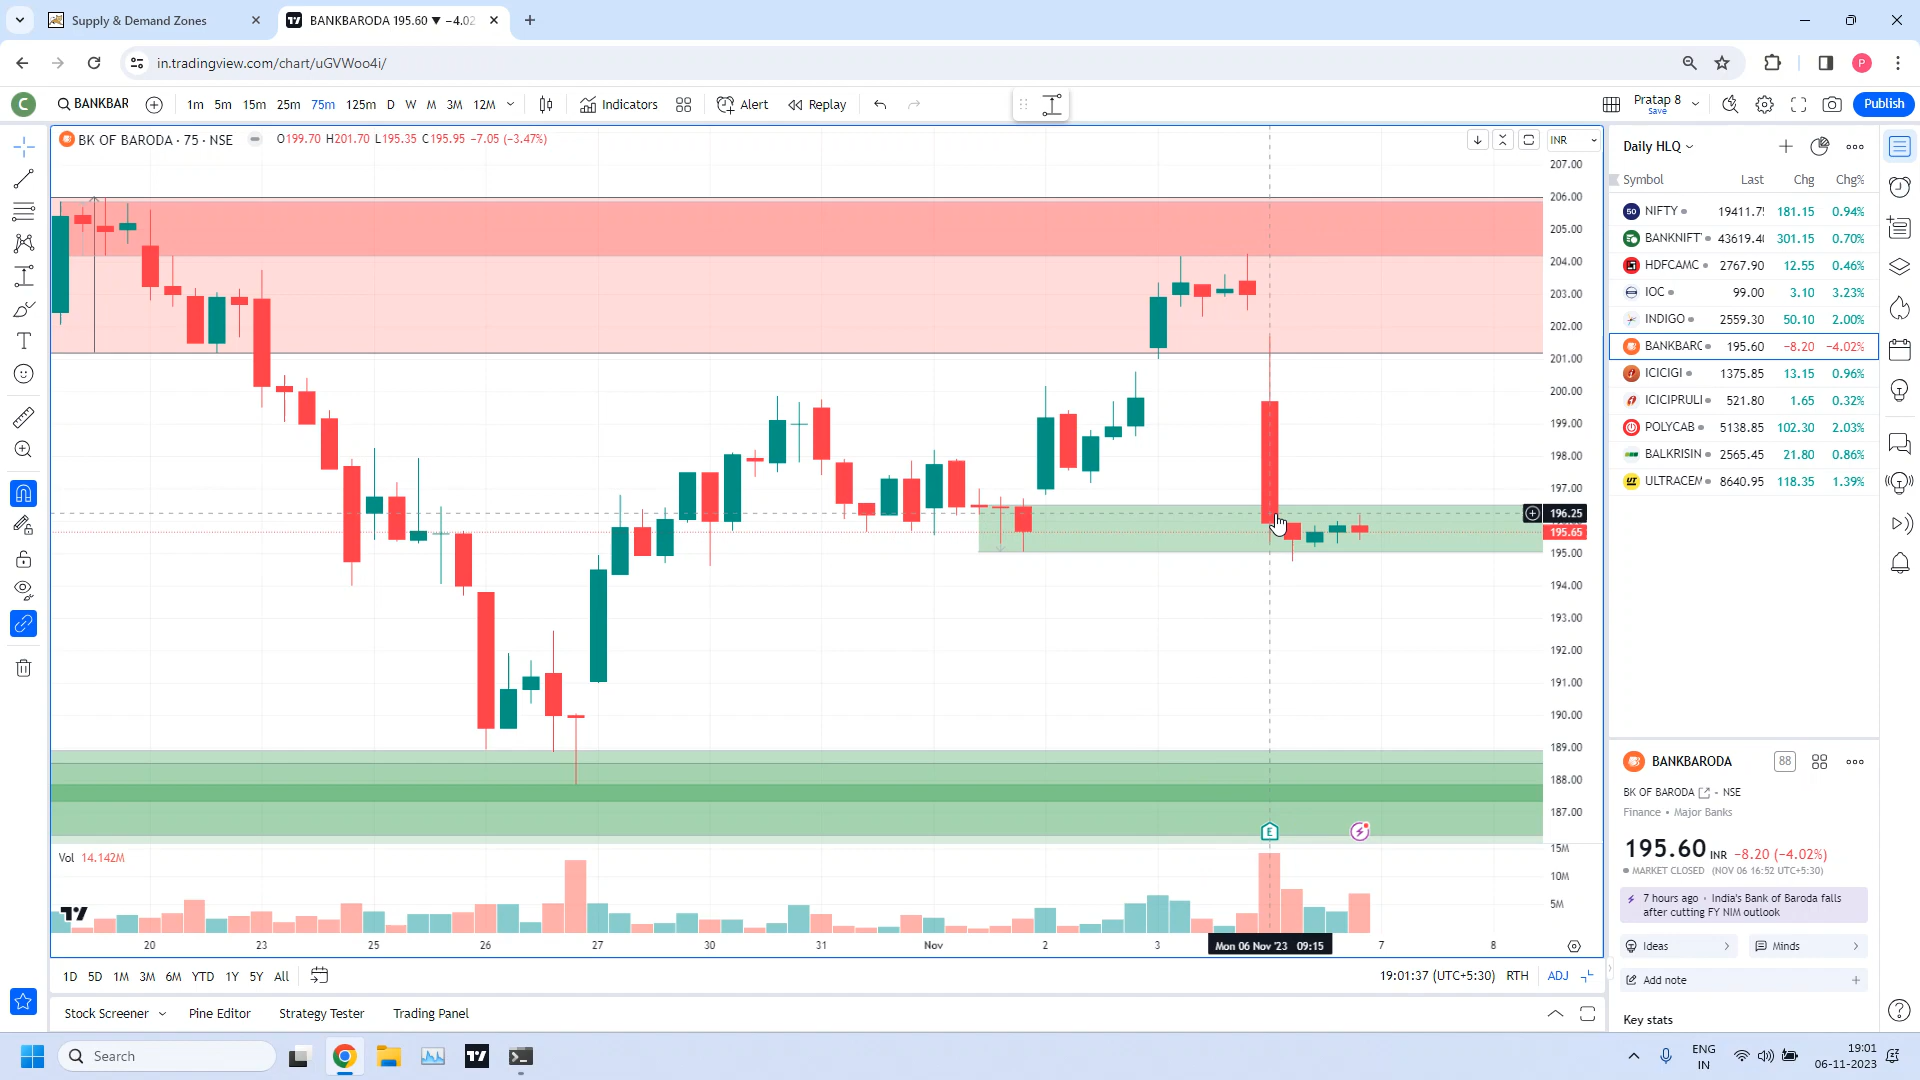 Supply & Demand Zones
BANKBARODA 195.60 ▼ −4.02
in.tradingview.com/chart/uGVWoo4i/
P
C
BANKBAR
1m 5m 15m 25m 75m 125m D W M 3M 12M
Indicators
Alert
Replay
Pratap 8
Save
Publish
BK OF BARODA · 75 · NSE
O199.70 H201.70 L195.35 C195.95 −7.05 (−3.47%)
INR
207.00
206.00
205.00
204.00
203.00
202.00
201.00
200.00
199.00
198.00
197.00
196.25
195.65
195.00
194.00
193.00
192.00
191.00
190.00
189.00
188.00
187.00
E
Vol 14.142M
15M
10M
5M
20 23 25 26 27 30 31 Nov 2 3 Mon 06 Nov '23 09:15 7 8
1D 5D 1M 3M 6M YTD 1Y 5Y All
19:01:37 (UTC+5:30) RTH ADJ
Stock Screener Pine Editor Strategy Tester Trading Panel
Daily HLQ
Symbol Last Chg Chg%
50 NIFTY 19411.7 181.15 0.94%
BANKNIFT 43619.4 301.15 0.70%
HDFCAMC 2767.90 12.55 0.46%
IOC 99.00 3.10 3.23%
INDIGO 2559.30 50.10 2.00%
BANKBARC 195.60 −8.20 −4.02%
ICICIGI 1375.85 13.15 0.96%
ICICIPRULI 521.80 1.65 0.32%
POLYCAB 5138.85 102.30 2.03%
BALKRISIN 2565.45 21.80 0.86%
ULTRACEM 8640.95 118.35 1.39%
BANKBARODA
88
BK OF BARODA - NSE
Finance • Major Banks
195.60 INR −8.20 (−4.02%)
MARKET CLOSED (NOV 06 16:52 UTC+5:30)
7 hours ago · India's Bank of Baroda falls
after cutting FY NIM outlook
Ideas
Minds
Add note
Key stats
Search
ENG
IN
19:01
06-11-2023